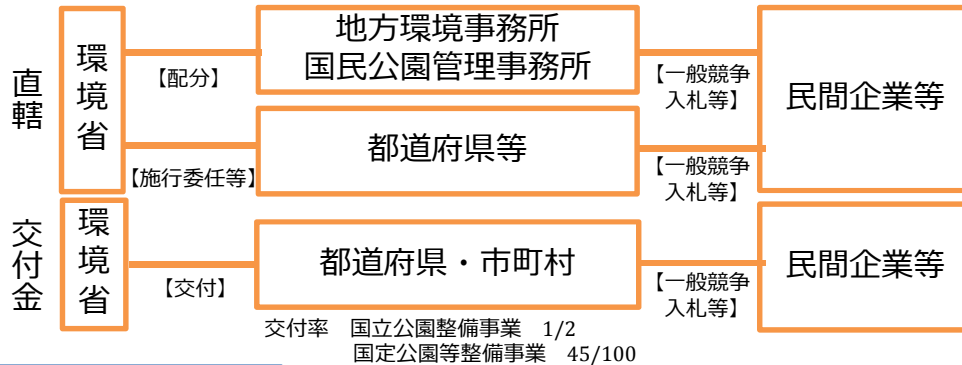 直轄
環境省
【配分】
地方環境事務所
国民公園管理事務所
【一般競争
入札等】
民間企業等
【施行委任等】
都道府県等
【一般競争
入札等】
交付金
環境省
【交付】
都道府県・市町村
【一般競争
入札等】
民間企業等
交付率 国立公園整備事業 1/2
国定公園等整備事業 45/100